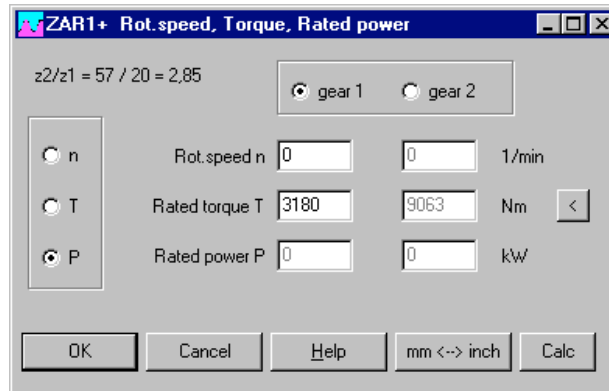 ZAR1+ Rot.speed, Torque, Rated power
z2/z1 = 57 / 20 = 2,85
gear 1 gear 2
n Rot.speed n 0 0 1/min
T Rated torque T 3180 9063 Nm <
P Rated power P 0 0 kW
OK Cancel Help mm <--> inch Calc